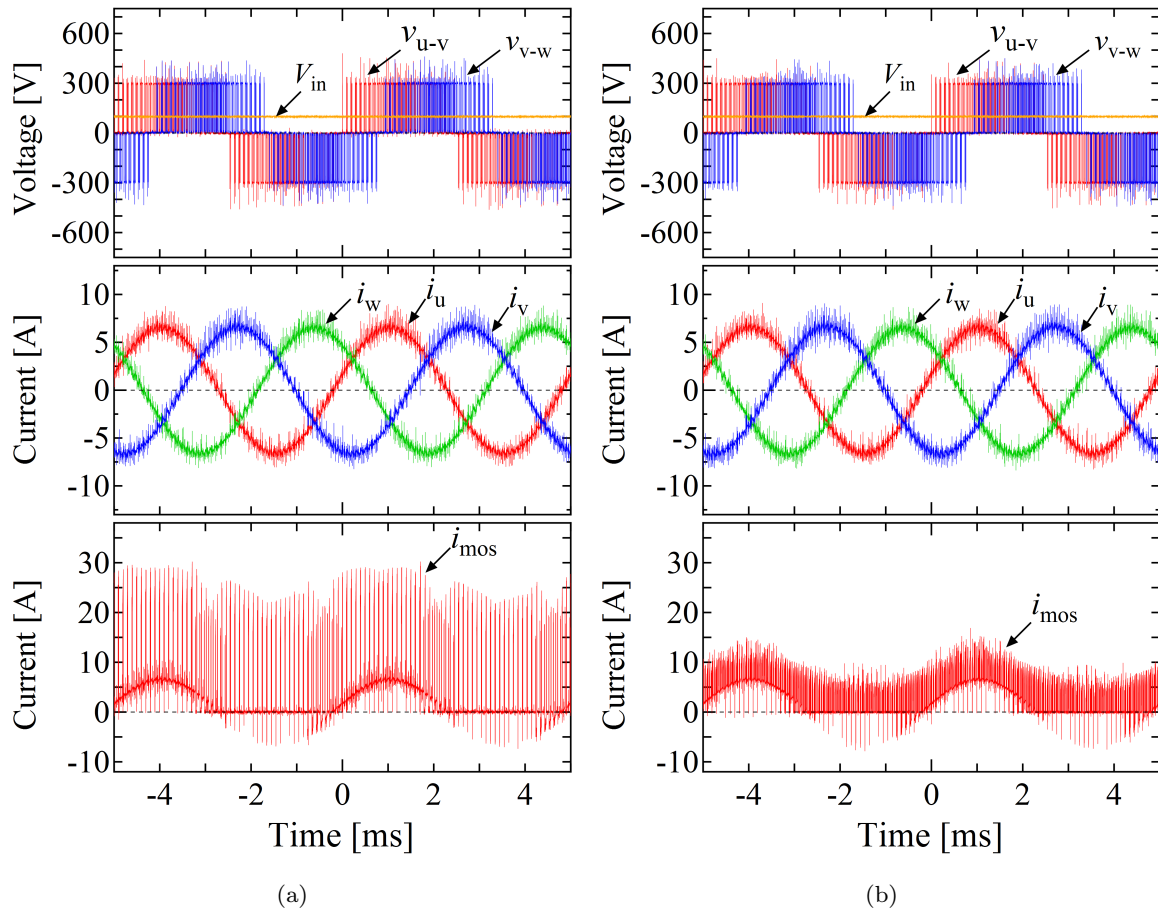 600
300
0
-300
-600
Voltage [V]
V_in
v_u-v
v_v-w
10
5
0
-5
-10
Current [A]
i_w
i_u
i_v
30
20
10
0
-10
Current [A]
i_mos
-4 -2 0 2 4
Time [ms]
(a)
600
300
0
-300
-600
Voltage [V]
V_in
v_u-v
v_v-w
10
5
0
-5
-10
Current [A]
i_w
i_u
i_v
30
20
10
0
-10
Current [A]
i_mos
-4 -2 0 2 4
Time [ms]
(b)